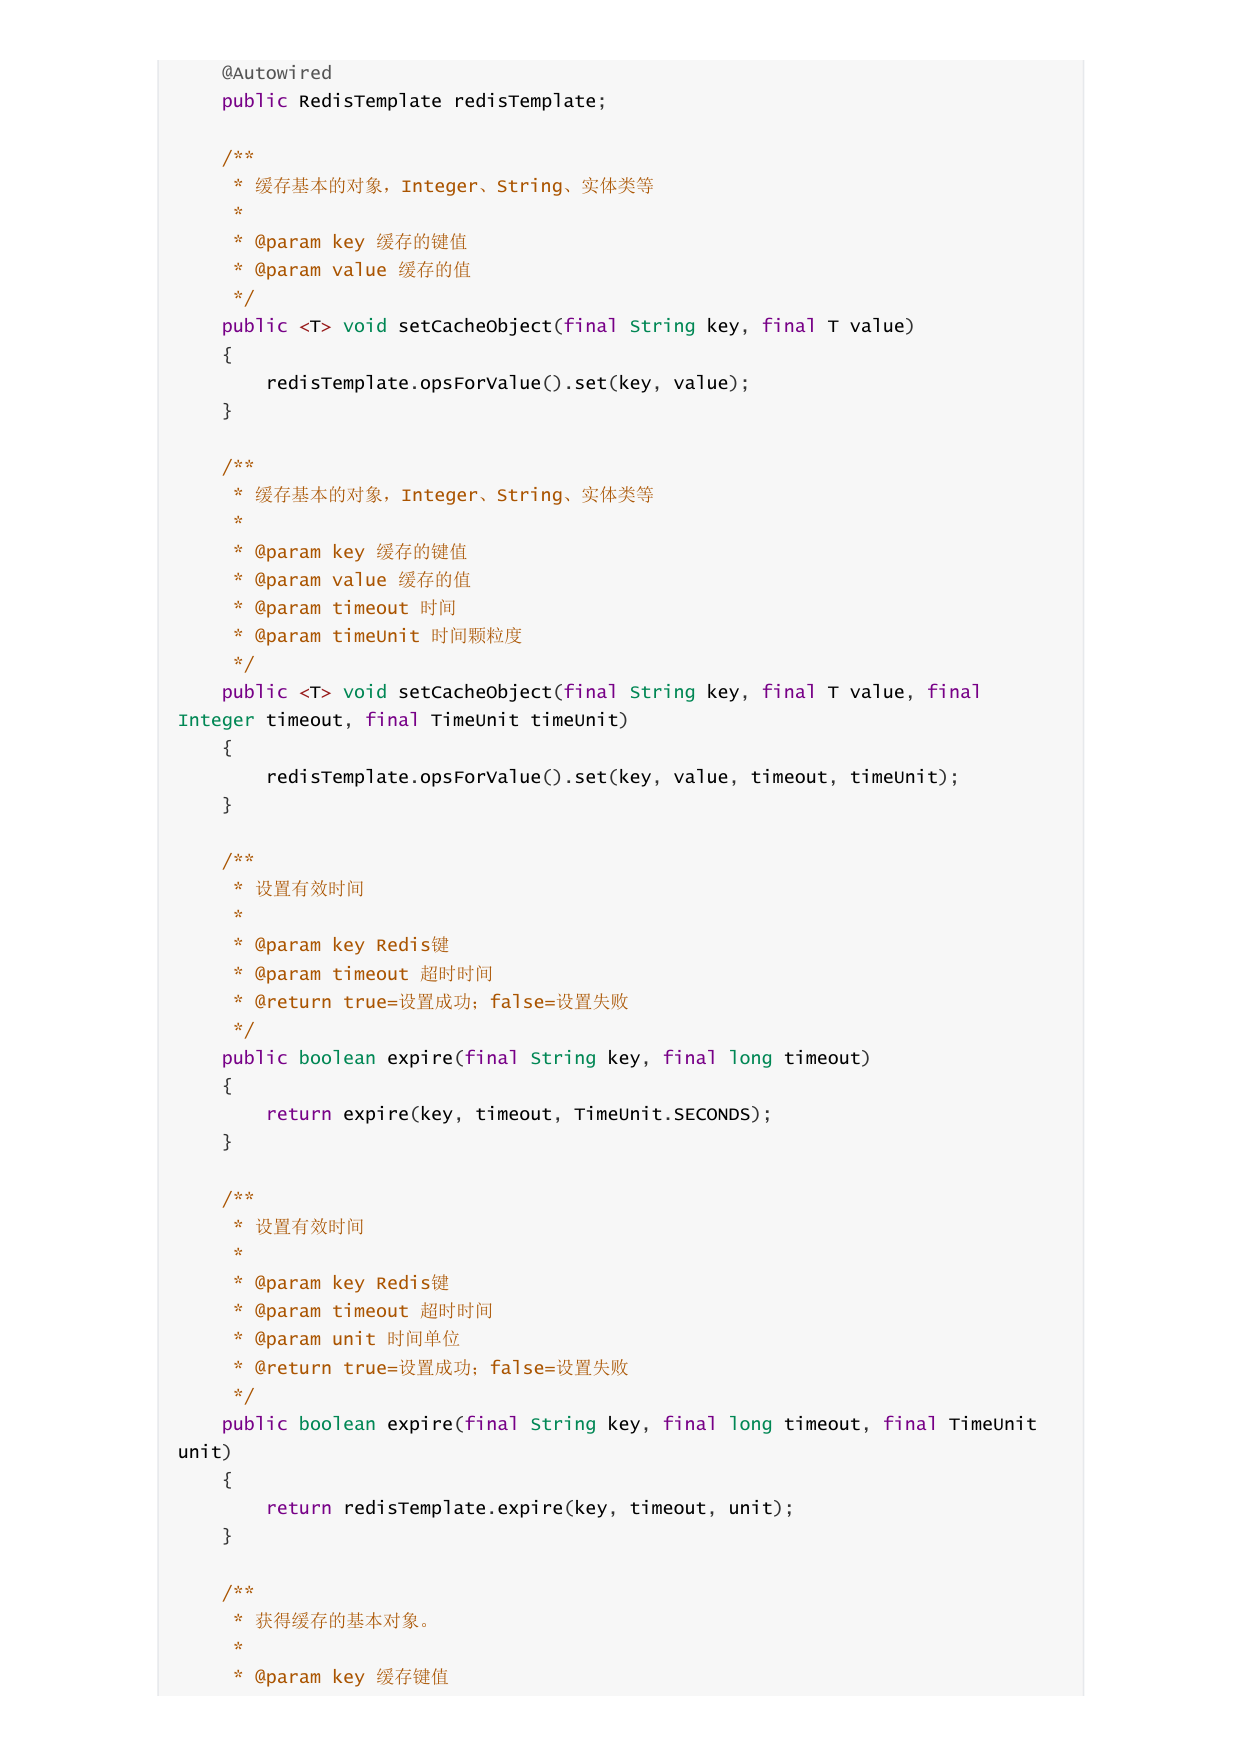 @Autowired
public RedisTemplate redisTemplate;
/**
* 缓存基本的对象，Integer、String、实体类等
*
* @param key 缓存的键值
* @param value 缓存的值
*/
public <T> void setCacheObject(final String key, final T value)
{
redisTemplate.opsForValue().set(key, value);
}
/**
* 缓存基本的对象，Integer、String、实体类等
*
* @param key 缓存的键值
* @param value 缓存的值
* @param timeout 时间
* @param timeUnit 时间颗粒度
*/
public <T> void setCacheObject(final String key, final T value, final
Integer timeout, final TimeUnit timeUnit)
{
redisTemplate.opsForValue().set(key, value, timeout, timeUnit);
}
/**
* 设置有效时间
*
* @param key Redis键
* @param timeout 超时时间
* @return true=设置成功；false=设置失败
*/
public boolean expire(final String key, final long timeout)
{
return expire(key, timeout, TimeUnit.SECONDS);
}
/**
* 设置有效时间
*
* @param key Redis键
* @param timeout 超时时间
* @param unit 时间单位
* @return true=设置成功；false=设置失败
*/
public boolean expire(final String key, final long timeout, final TimeUnit
unit)
{
return redisTemplate.expire(key, timeout, unit);
}
/**
* 获得缓存的基本对象。
*
* @param key 缓存键值